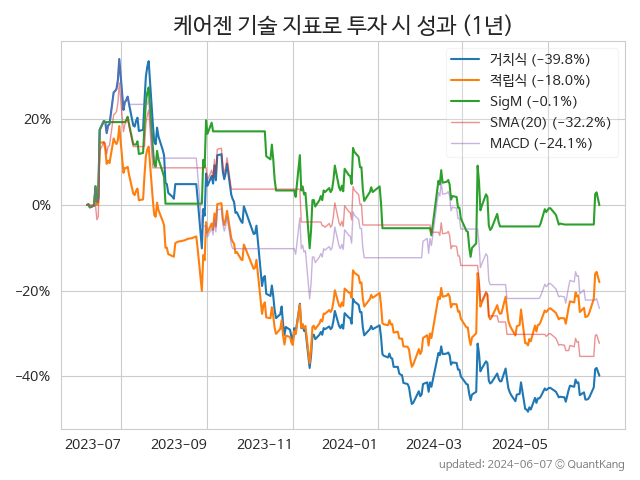 케어젠 기술 지표로 투자 시 성과 (1년)
거치식 (−39.8%)
적립식 (−18.0%)
SigM (−0.1%)
SMA(20) (−32.2%)
MACD (−24.1%)
20%
0%
−20%
−40%
2023-07 2023-09 2023-11 2024-01 2024-03 2024-05
updated: 2024-06-07 © QuantKang